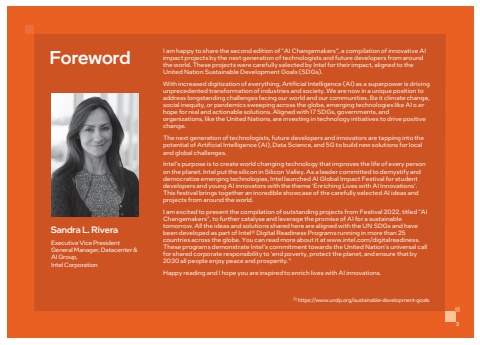 Foreword
I am happy to share the second edition of "AI Changemakers", a compilation of innovative AI
impact projects by the next generation of technologists and future developers from around
the world. These projects were carefully selected by Intel for their impact, aligned to the
United Nation Sustainable Development Goals (SDGs).
With increased digitization of everything, Artificial Intelligence (AI) as a superpower is driving
unprecedented transformation of industries and society. We are now in a unique position to
address longstanding challenges facing our world and our communities. Be it climate change,
social inequity, or pandemics sweeping across the globe, emerging technologies like AI
hope for real and actionable solutions. Aligned with 17 SDGs, governments, and
organizations, like the United Nations, are investing in technology initiatives to drive positive
change.
The next generation of technologists, future developers and innovators are tapping into the
potential of Artificial Intelligence (AI), Data Science, and 5G to build new solutions for local
and global challenges.
Intel's purpose is to create world changing technology that improves the life of every person
on the planet. Intel put the silicon in Silicon Valley. As a leader committed to demystify and
democratize emerging technologies, Intel launched AI Global Impact Festival for student
developers and young AI innovators with the theme 'Enriching Lives with AI Innovations'.
This festival brings together an incredible showcase of the carefully selected AI ideas and
projects from around the world.
I am excited to present the compilation of outstanding projects from Festival 2022, titled "AI
Changemakers", to further catalyse and leverage the promise of AI for a sustainable
tomorrow. All the ideas and solutions shared here are aligned with the UN SDGs and have
been developed as part of Intel® Digital Readiness Programs running in more than 25
countries across the globe. You can read more about it at www.intel.com/digitalreadiness.
These programs demonstrate Intel's commitment towards the United Nation's universal call
for shared corporate responsibility to 'end poverty, protect the planet, and ensure that by
2030 all people enjoy peace and prosperity.'
Happy reading and I hope you are inspired to enrich lives with AI innovations.
Sandra L. Rivera
Executive Vice President
General Manager, Datacenter &
AI Group,
Intel Corporation
https://www.undp.org/sustainable-development-goals
3